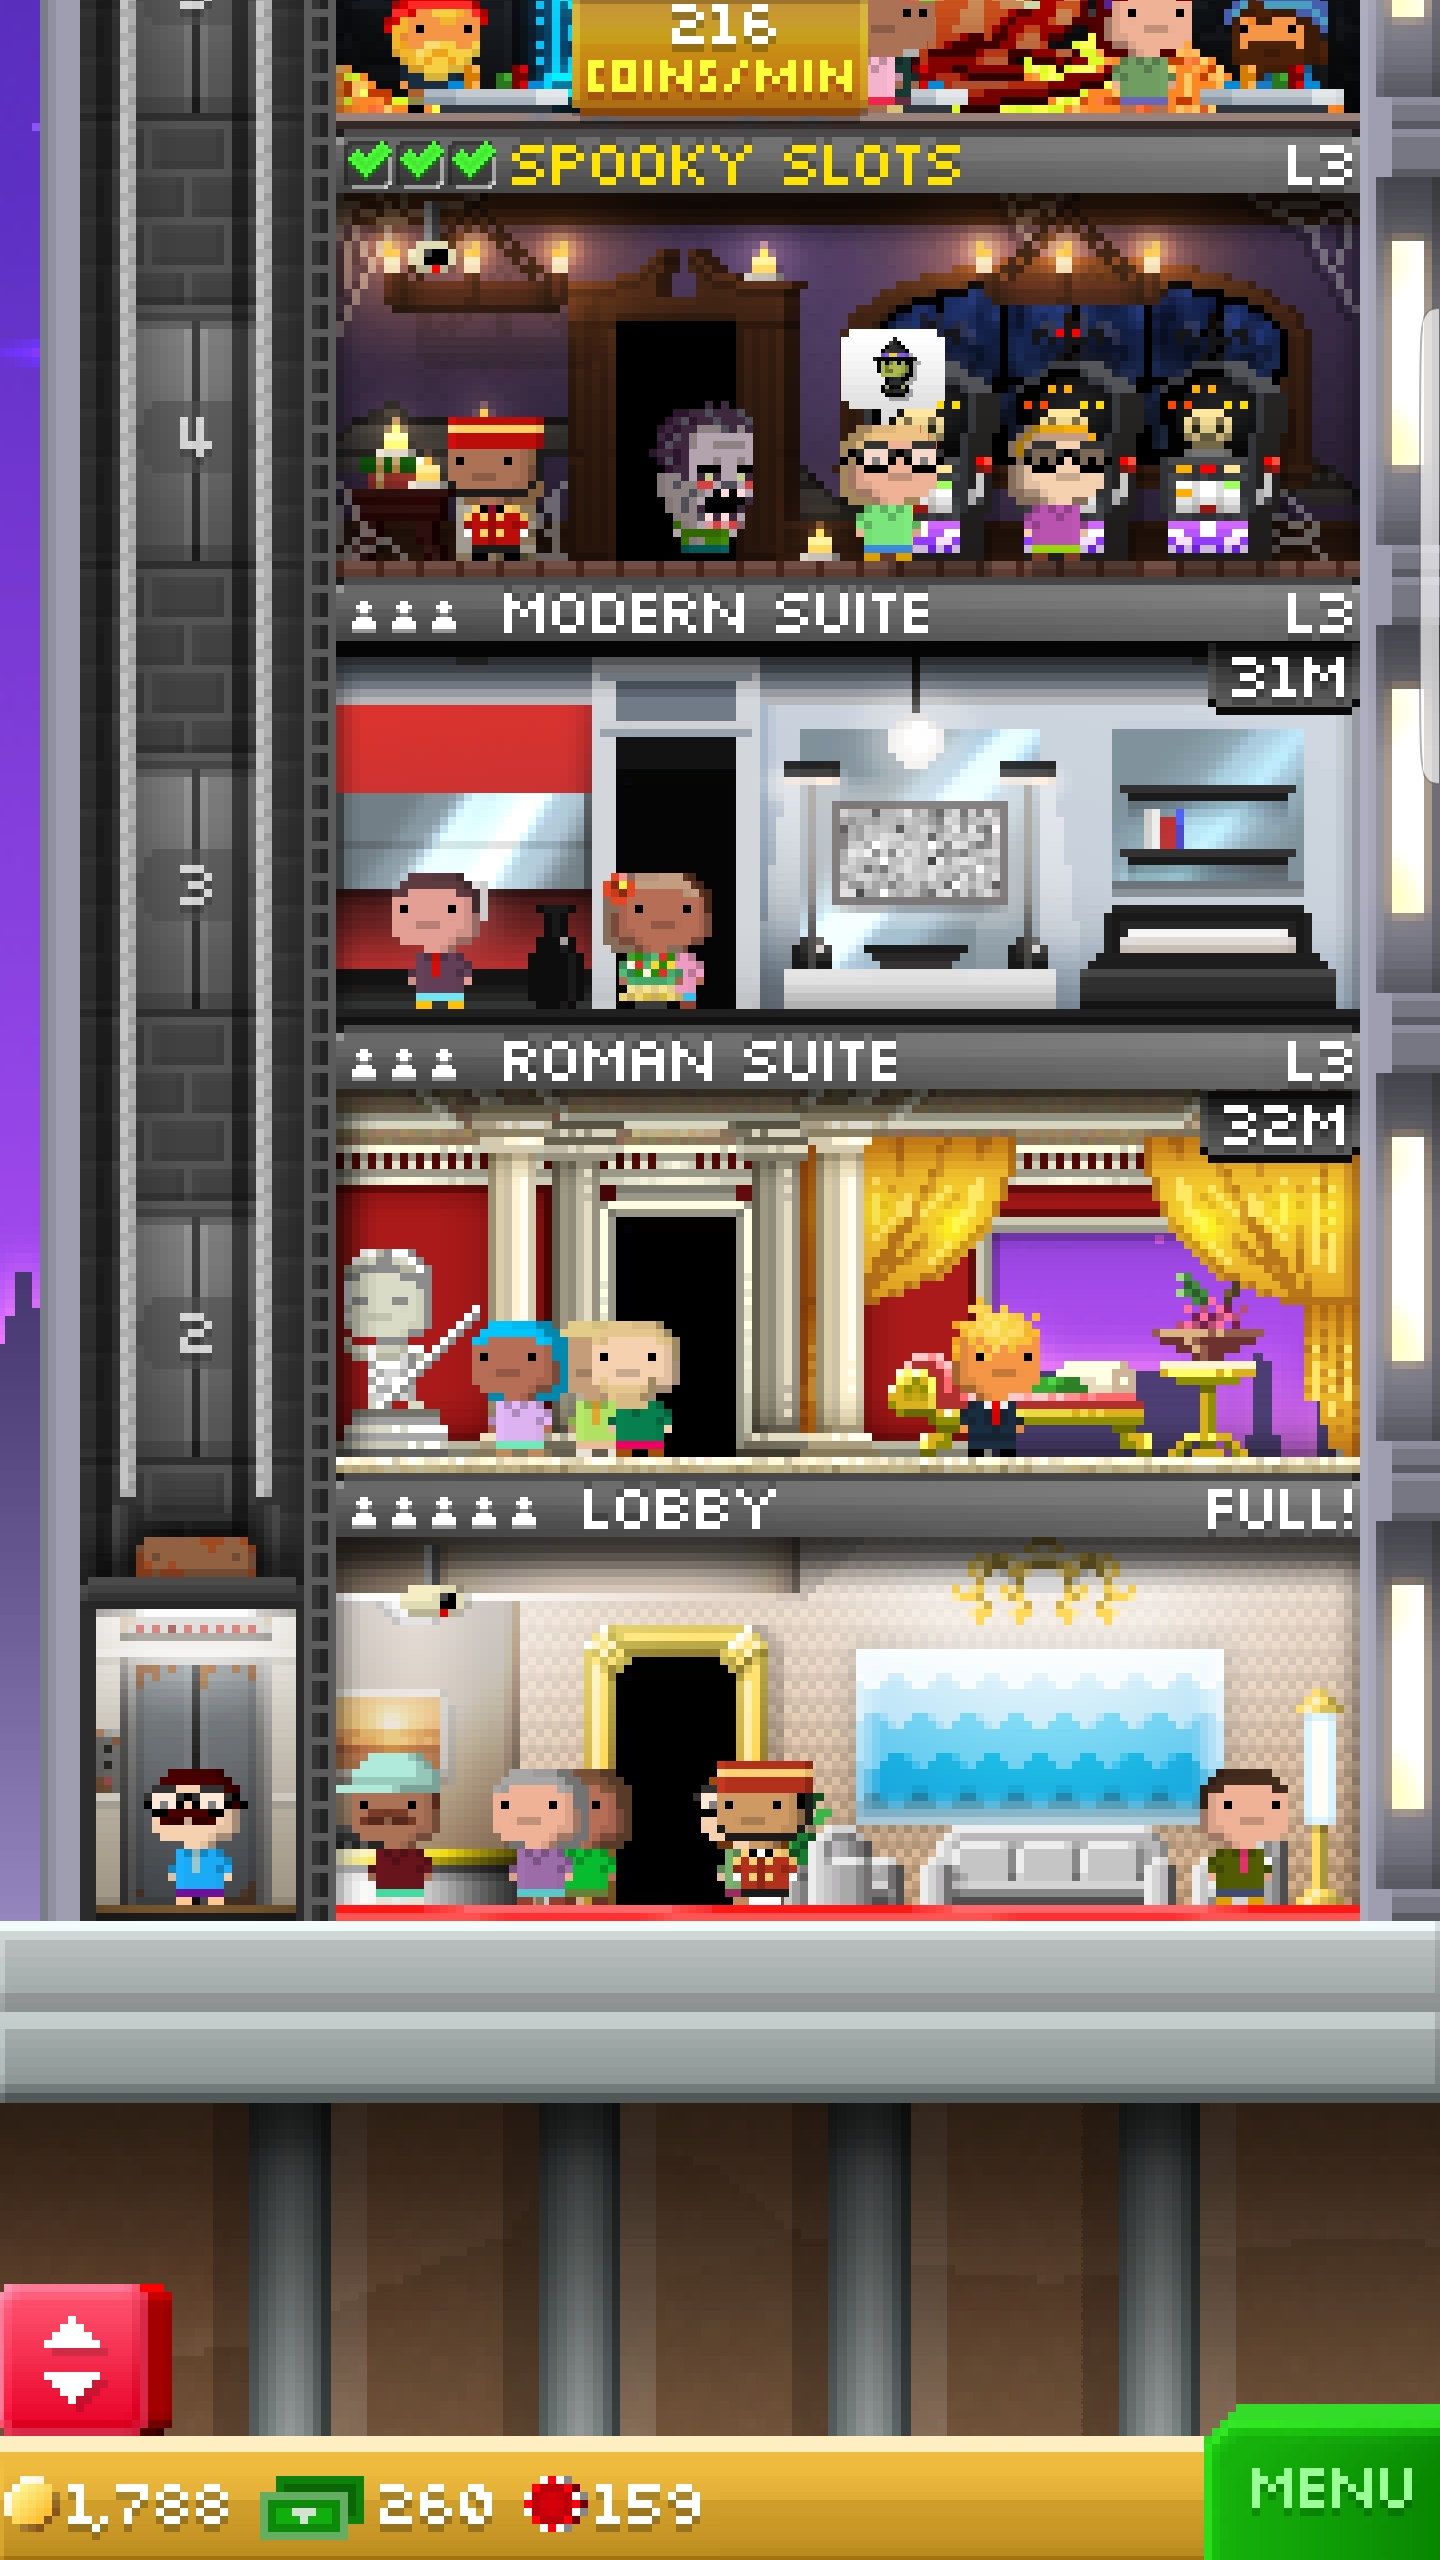 216
COINS/MIN
SPOOKY SLOTS L3
4
MODERN SUITE L3
31M
3
ROMAN SUITE L3
32M
2
LOBBY FULL!
1,788 260 159 MENU